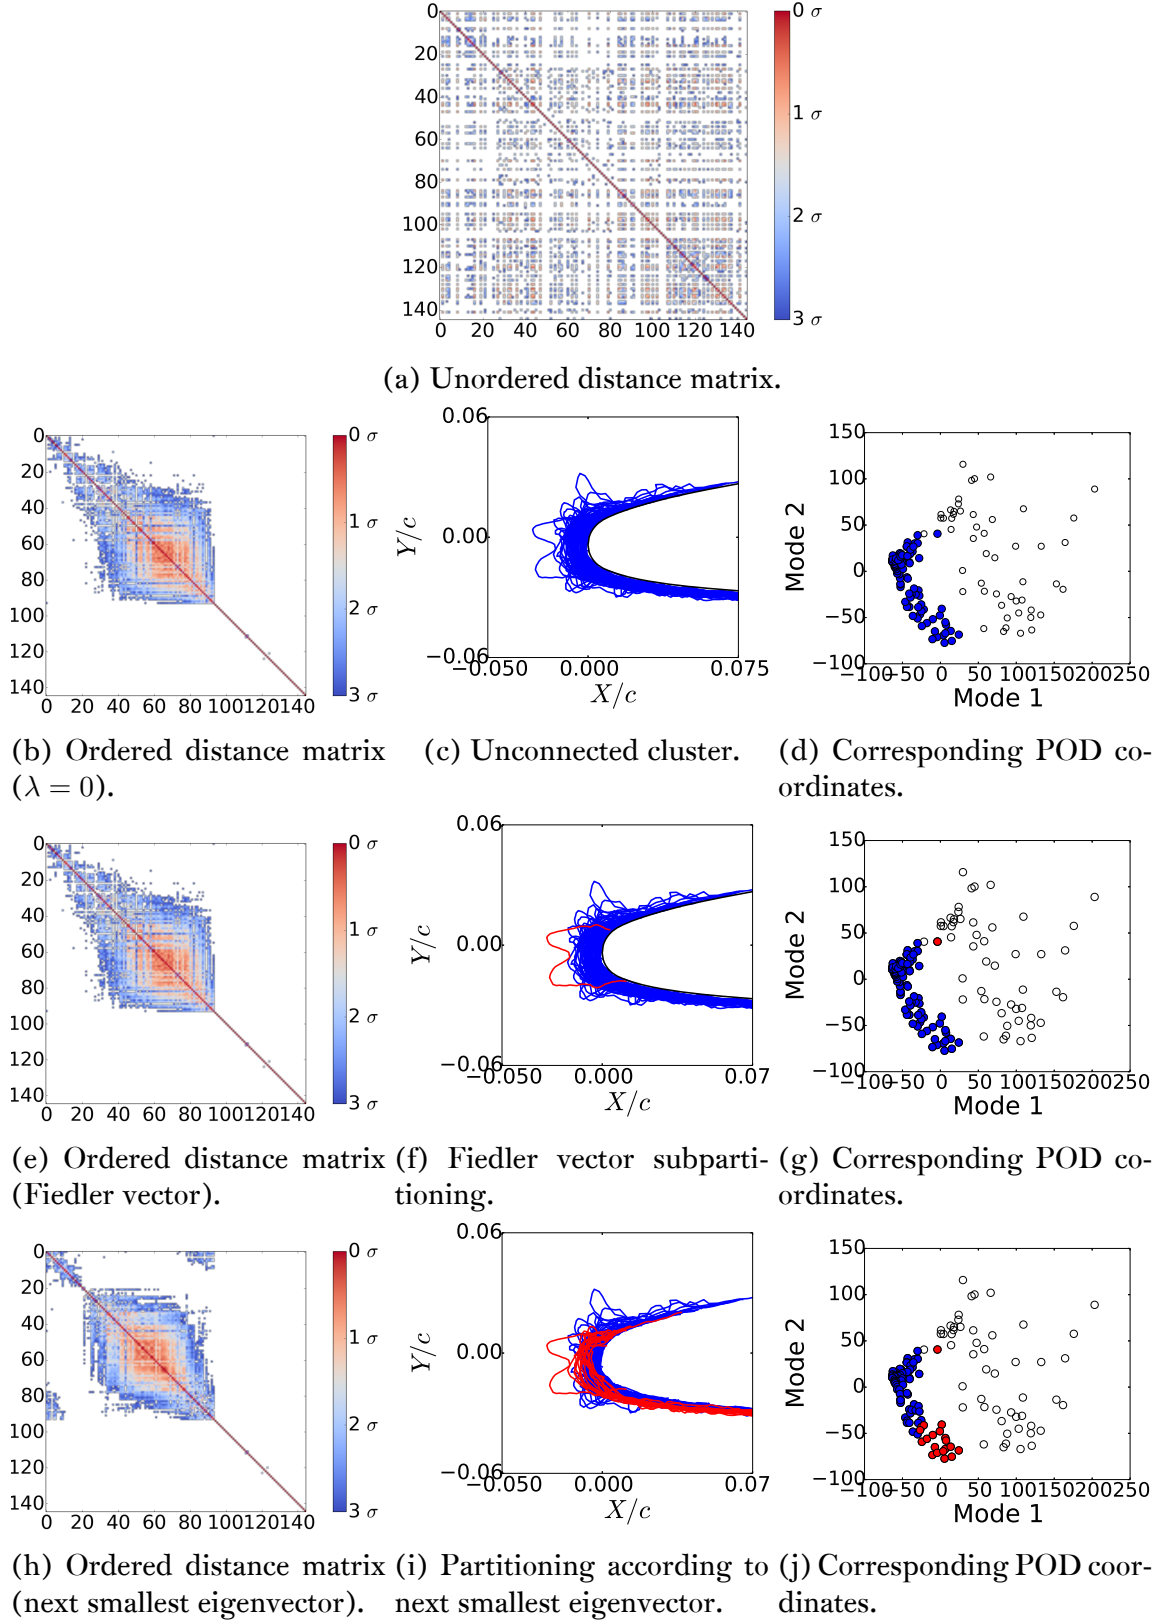 0
20
40
60
80
100
120
140
0 20 40 60 80 100 120 140
0 σ
1 σ
2 σ
3 σ
(a) Unordered distance matrix.
0
20
40
60
80
100
120
140
0 20 40 60 80 100120140
0 σ
1 σ
2 σ
3 σ
(b) Ordered distance matrix
(λ = 0).
0.06
0.00
−0.06
−0.050 0.000 0.075
Y/c
X/c
(c) Unconnected cluster.
150
100
50
0
−50
−100
−100−50 0 50 100150200250
Mode 2
Mode 1
(d) Corresponding POD co-
ordinates.
0
20
40
60
80
100
120
140
0 20 40 60 80 100120140
0 σ
1 σ
2 σ
3 σ
(e) Ordered distance matrix
(Fiedler vector).
0.06
0.00
−0.06
−0.050 0.000 0.07
Y/c
X/c
(f) Fiedler vector subparti-
tioning.
150
100
50
0
−50
−100
−100−50 0 50 100150200250
Mode 2
Mode 1
(g) Corresponding POD co-
ordinates.
0
20
40
60
80
100
120
140
0 20 40 60 80 100120140
0 σ
1 σ
2 σ
3 σ
(h) Ordered distance matrix
(next smallest eigenvector).
0.06
0.00
−0.06
−0.050 0.000 0.07
Y/c
X/c
(i) Partitioning according to
next smallest eigenvector.
150
100
50
0
−50
−100
−100−50 0 50 100150200250
Mode 2
Mode 1
(j) Corresponding POD coor-
dinates.